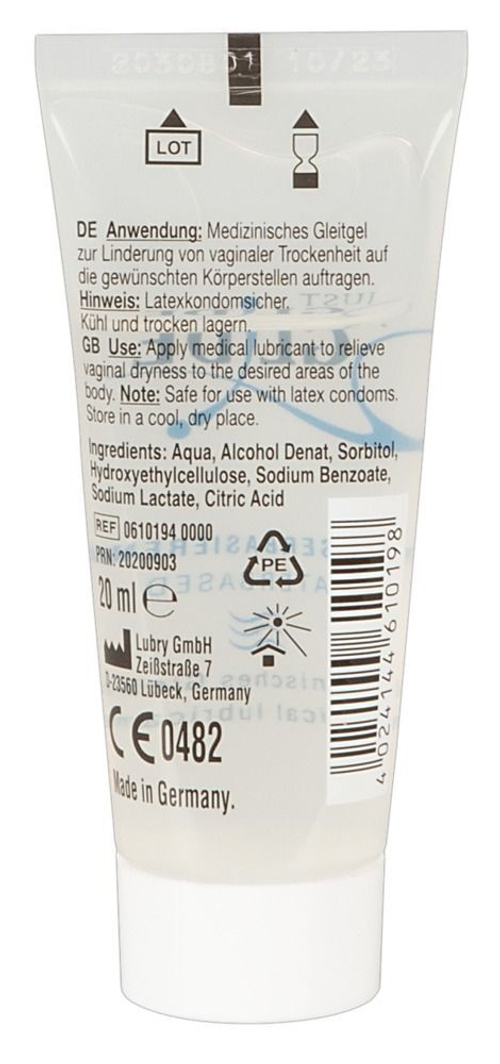 2030801 10/23
LOT
DE Anwendung: Medizinisches Gleitgel
zur Linderung von vaginaler Trockenheit auf
die gewünschten Körperstellen auftragen.
Hinweis: Latexkondomsicher.
Kühl und trocken lagern.
GB Use: Apply medical lubricant to relieve
vaginal dryness to the desired areas of the
body. Note: Safe for use with latex condoms.
Store in a cool, dry place.
Ingredients: Aqua, Alcohol Denat, Sorbitol,
Hydroxyethylcellulose, Sodium Benzoate,
Sodium Lactate, Citric Acid
REF 0610194 0000
PRN: 20200903
PE
20 ml ℮
Lubry GmbH
Zeißstraße 7
D-23560 Lübeck, Germany
CE 0482
Made in Germany.
4 024144 610198